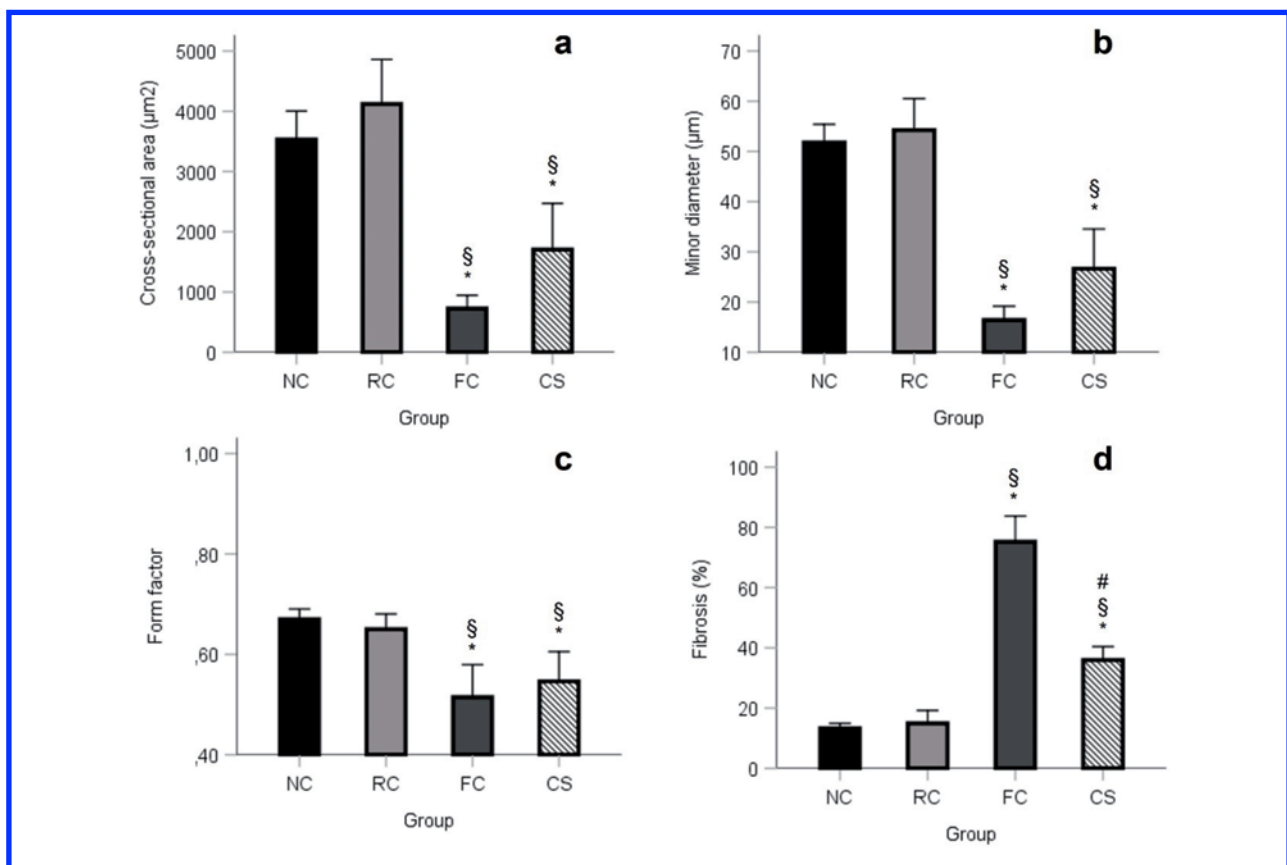 a
Cross-sectional area (µm2)
5000
4000
3000
2000
1000
0
§
*
§
*
NC RC FC CS
Group
b
Minor diameter (µm)
70
60
50
40
30
20
10
§
*
§
*
NC RC FC CS
Group
c
Form factor
1,00
,80
,60
,40
§
*
§
*
NC RC FC CS
Group
d
Fibrosis (%)
100
80
60
40
20
0
§
*
#
§
*
NC RC FC CS
Group